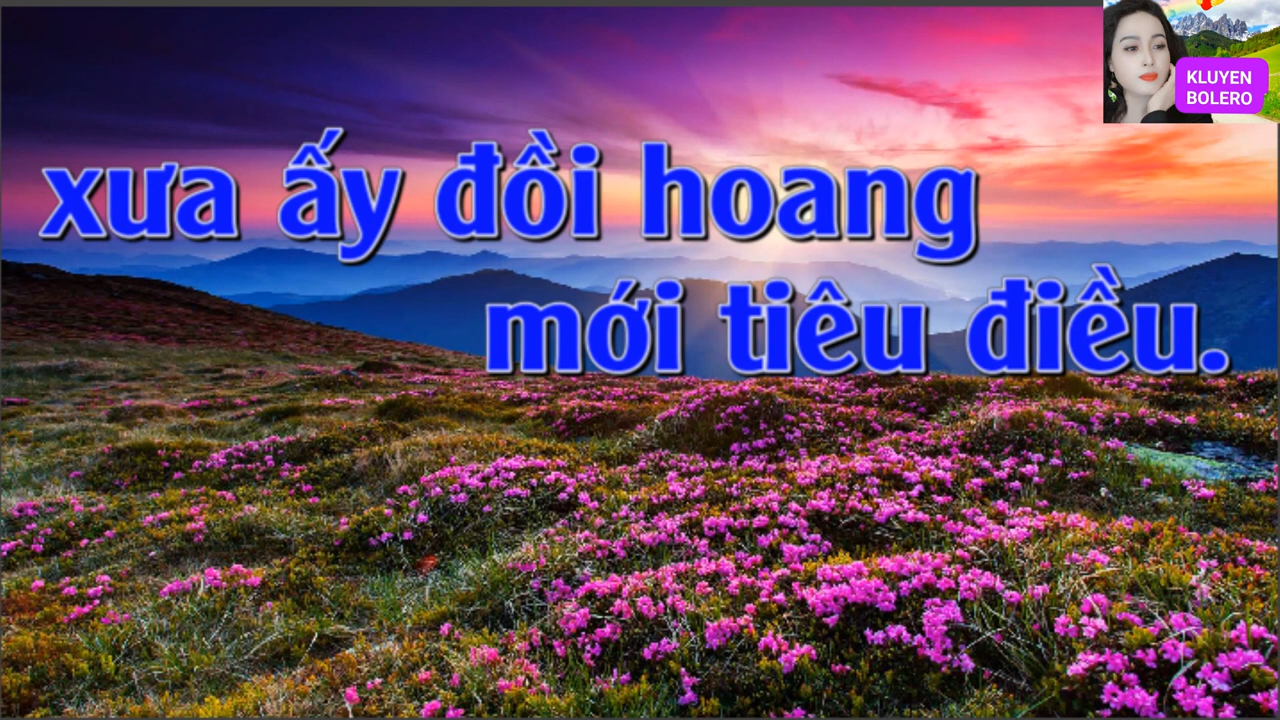 KLUYEN
BOLERO
xưa ấy đồi hoang
mới tiêu điều.